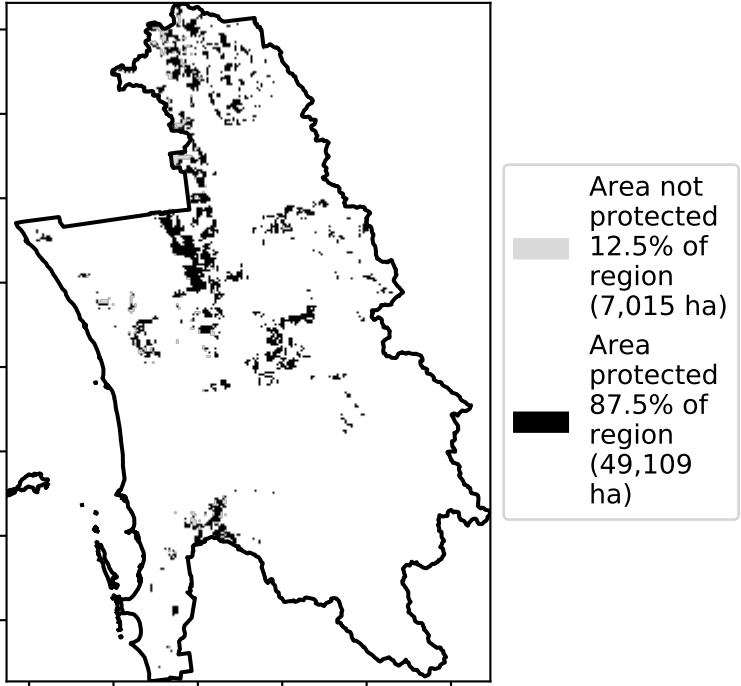 Area not
protected
12.5% of
region
(7,015 ha)
Area
protected
87.5% of
region
(49,109
ha)